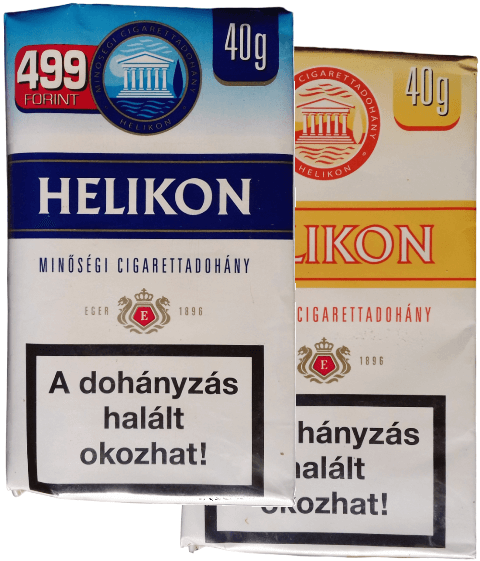 499
FORINT
MINŐSÉGI CIGARETTADOHÁNY
HELIKON
40g
HELIKON
MINŐSÉGI CIGARETTADOHÁNY
EGER
E
1896
A dohányzás
halált
okozhat!
CIGARETTADOHÁNY
HELIKON
40g
LIKON
CIGARETTADOHÁNY
E
1896
hányzás
halált
okozhat!